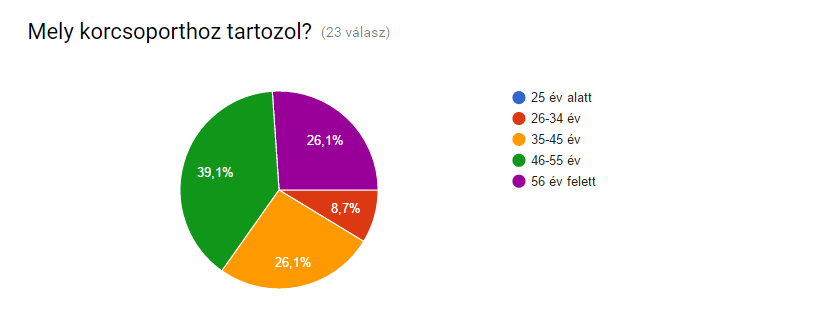 Mely korcsoporthoz tartozol? (23 válasz)
25 év alatt
26-34 év
35-45 év
46-55 év
56 év felett
26,1%
39,1%
8,7%
26,1%